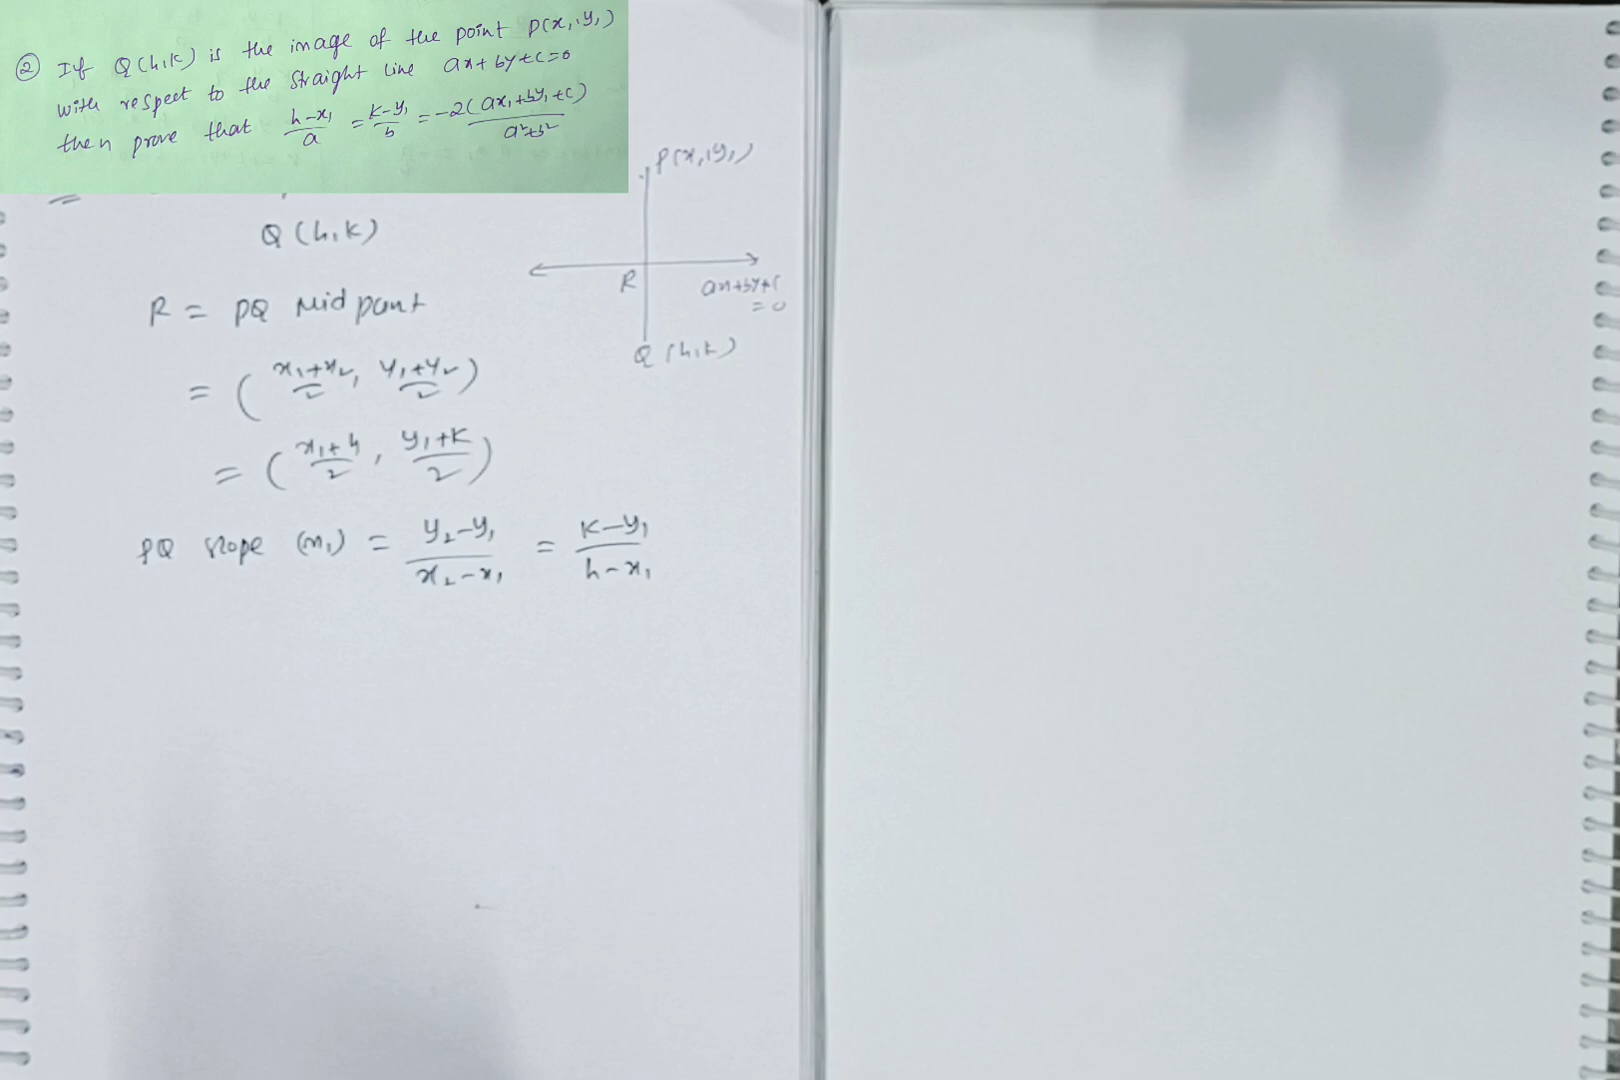 ② If Q(h,k) is the image of the point P(x₁,y₁)
with respect to the straight line ax+by+c=0
then prove that (h-x₁)/a = (k-y₁)/b = -2(ax₁+by₁+c)/(a²+b²)
P(x₁,y₁)
Q(h,k)
R
ax+by+c
=0
Q(h,k)
R = PQ Mid point
= ((x₁+x₂)/2, (y₁+y₂)/2)
= ((x₁+h)/2, (y₁+k)/2)
PQ slope (m₁) = (y₂-y₁)/(x₂-x₁) = (k-y₁)/(h-x₁)